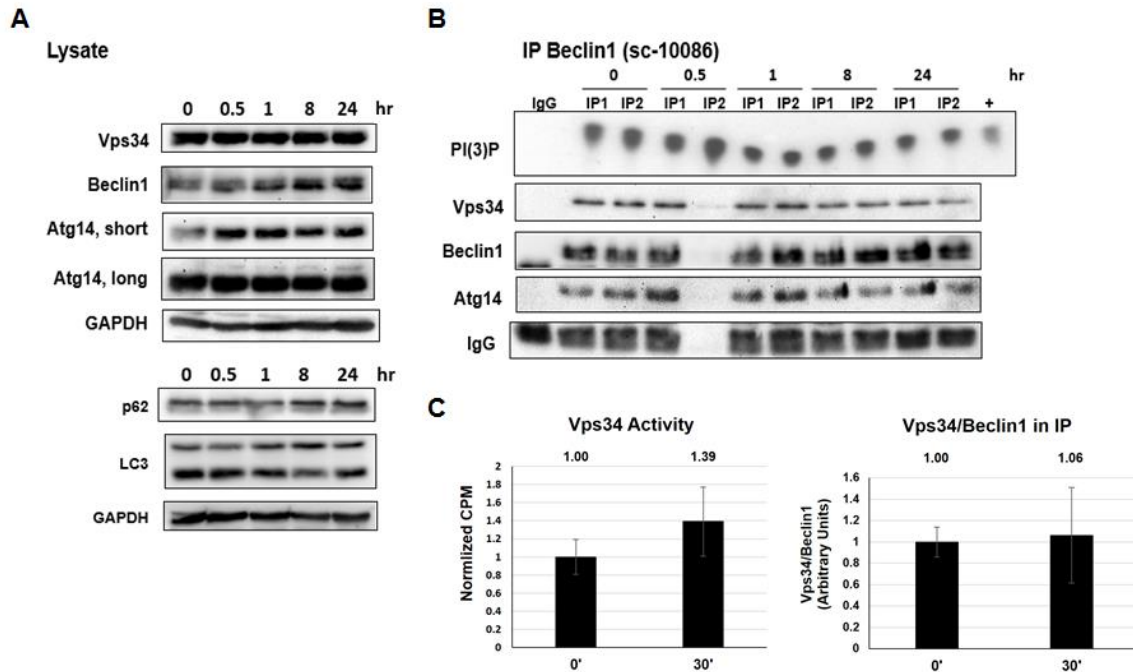 A
Lysate
0 0.5 1 8 24 hr
Vps34
Beclin1
Atg14, short
Atg14, long
GAPDH
0 0.5 1 8 24 hr
p62
LC3
GAPDH
B
IP Beclin1 (sc-10086)
0 0.5 1 8 24 hr
IgG IP1 IP2 IP1 IP2 IP1 IP2 IP1 IP2 IP1 IP2 +
PI(3)P
Vps34
Beclin1
Atg14
IgG
C
Vps34 Activity
1.00 1.39
Normlized CPM
2
1.8
1.6
1.4
1.2
1
0.8
0.6
0.4
0.2
0
0' 30'
Vps34/Beclin1 in IP
1.00 1.06
Vps34/Beclin1
(Arbitrary Units)
1.6
1.4
1.2
1
0.8
0.6
0.4
0.2
0
0' 30'